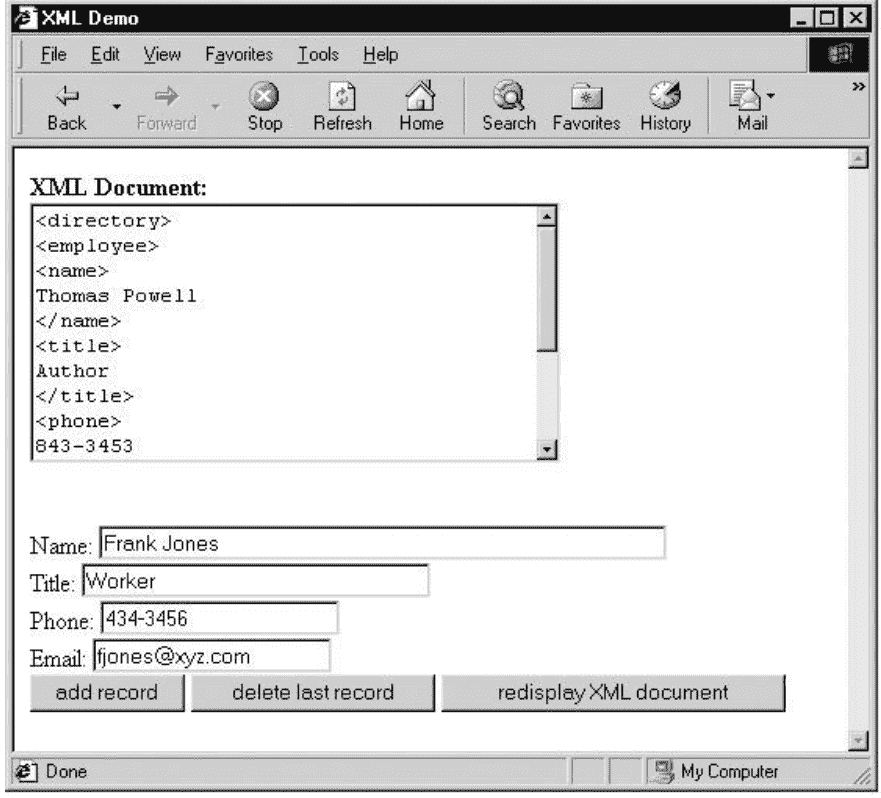 XML Demo
File Edit View Favorites Tools Help
Back Forward Stop Refresh Home Search Favorites History Mail »
XML Document:
<directory>
<employee>
<name>
Thomas Powell
</name>
<title>
Author
</title>
<phone>
843-3453
Name: Frank Jones
Title: Worker
Phone: 434-3456
Email: fjones@xyz.com
add record delete last record redisplay XML document
Done My Computer